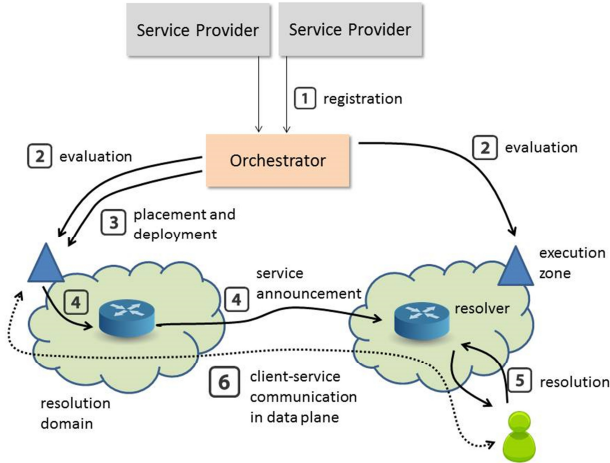 Service Provider
Service Provider
1 registration
Orchestrator
2 evaluation
2 evaluation
3 placement and
deployment
execution
zone
4
4 service
announcement
resolver
6 client-service
communication
in data plane
5 resolution
resolution
domain